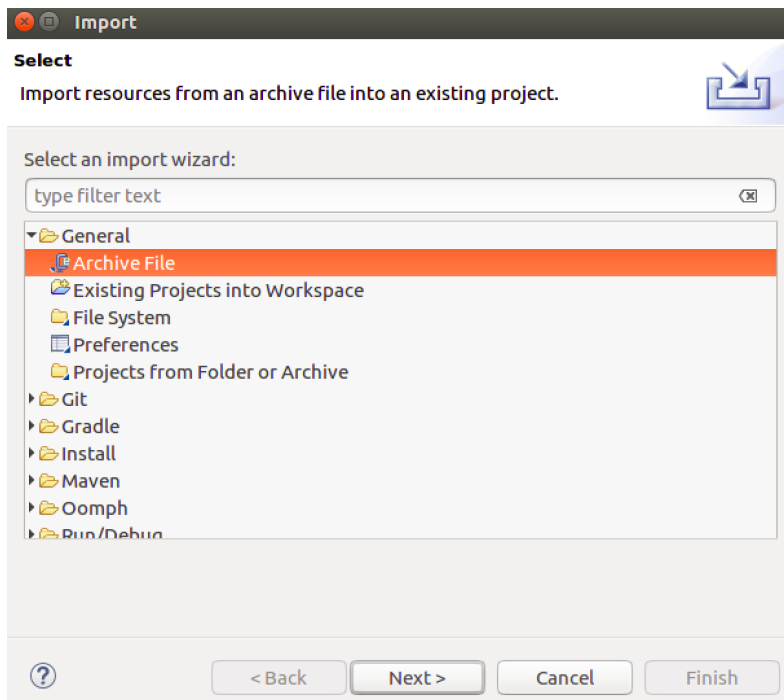 Import
Select
Import resources from an archive file into an existing project.
Select an import wizard:
type filter text
General
Archive File
Existing Projects into Workspace
File System
Preferences
Projects from Folder or Archive
Git
Gradle
Install
Maven
Oomph
Run/Debug
< Back Next > Cancel Finish